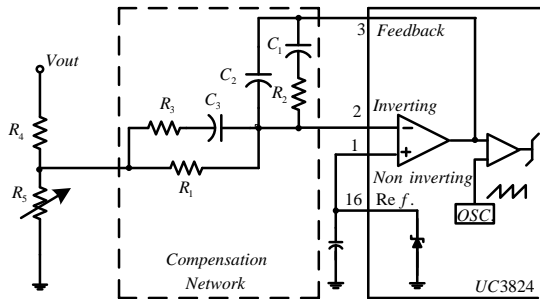 3 Feedback
C1
Vout
C2
R2
R3
C3
2 Inverting
R4
1
R1
Non inverting
R5
16 Re f.
OSC.
Compensation
Network
UC3824